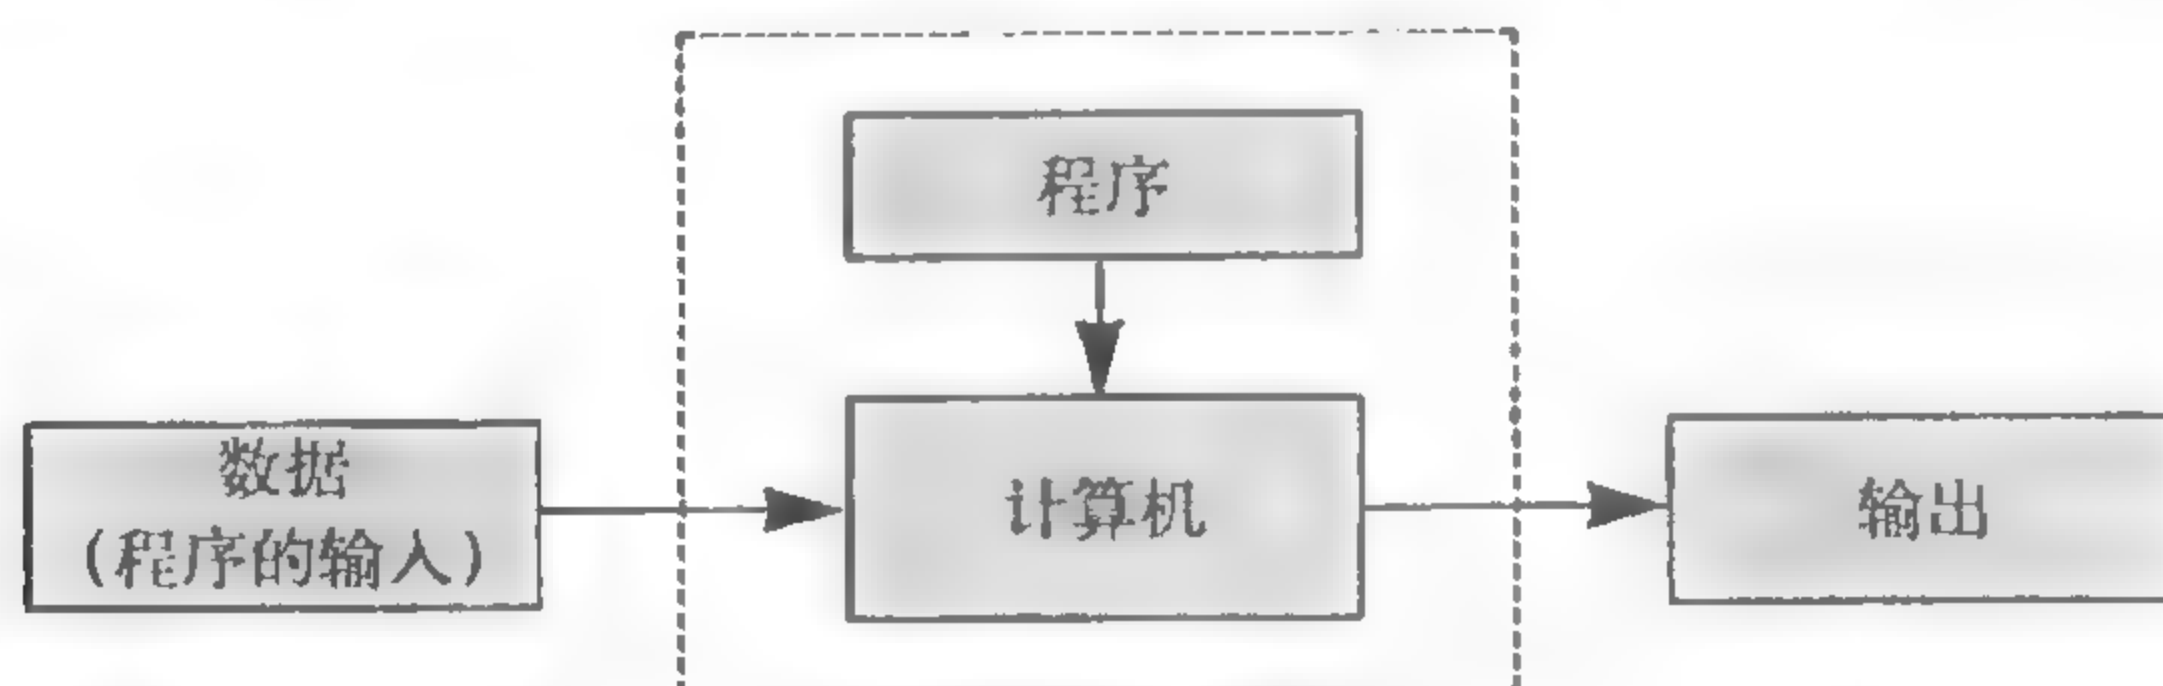 程序
数据
(程序的输入)
计算机
输出